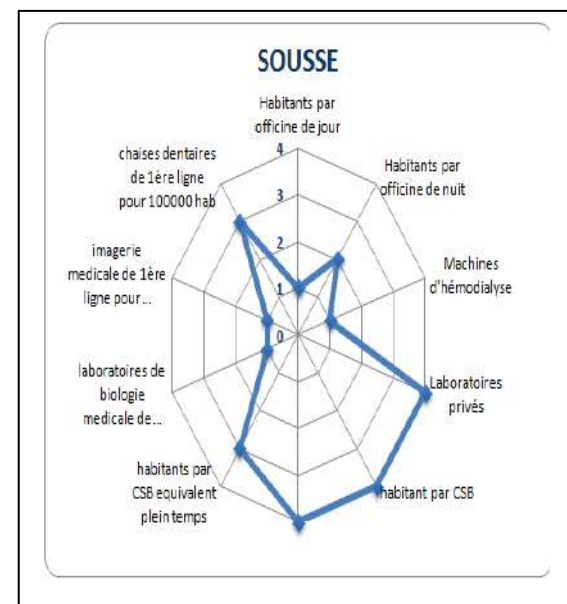 SOUSSE
Habitants par
officine de jour
Habitants par
officine de nuit
Machines
d'hémodialyse
Laboratoires
privés
habitant par CSB
habitants par
CSB equivalent
plein temps
laboratoires de
biologie
medicale de...
imagerie
medicale de 1ère
ligne pour...
chaises dentaires
de 1ère ligne
pour 100000 hab
4
3
2
1
0